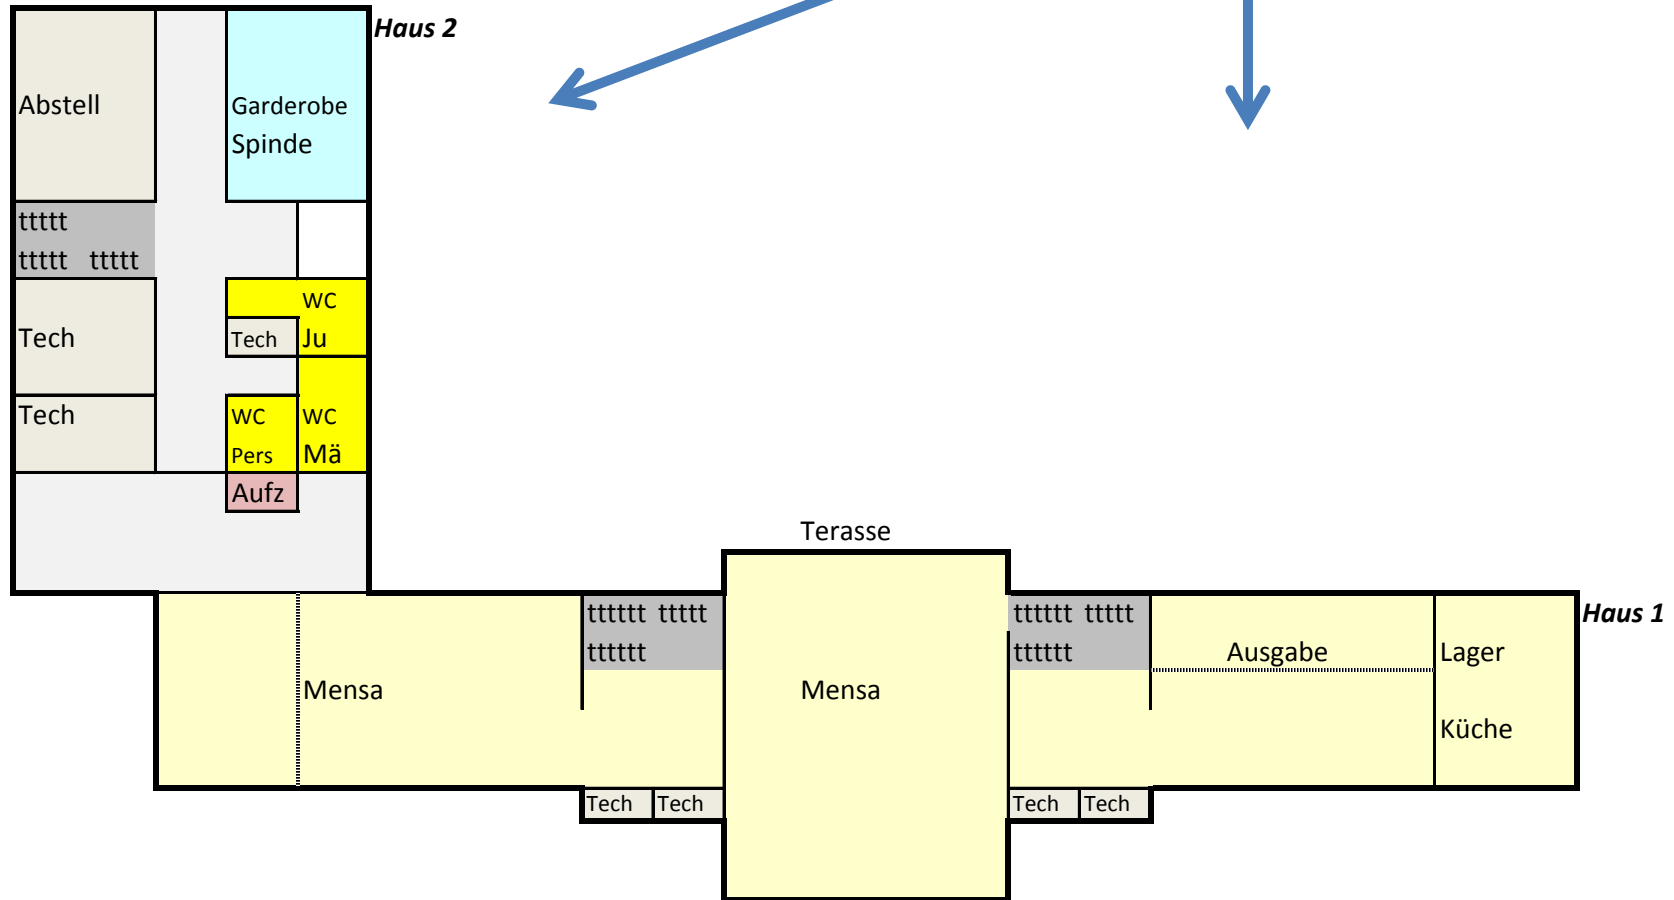 Haus 2
Abstell
Garderobe
Spinde
ttttt
ttttt ttttt
WC
Tech
Tech
Ju
Tech
WC
WC
Pers
Mä
Aufz
Terasse
tttttt ttttt
tttttt ttttt
Haus 1
tttttt
tttttt
Ausgabe
Lager
Mensa
Mensa
Küche
Tech
Tech
Tech
Tech